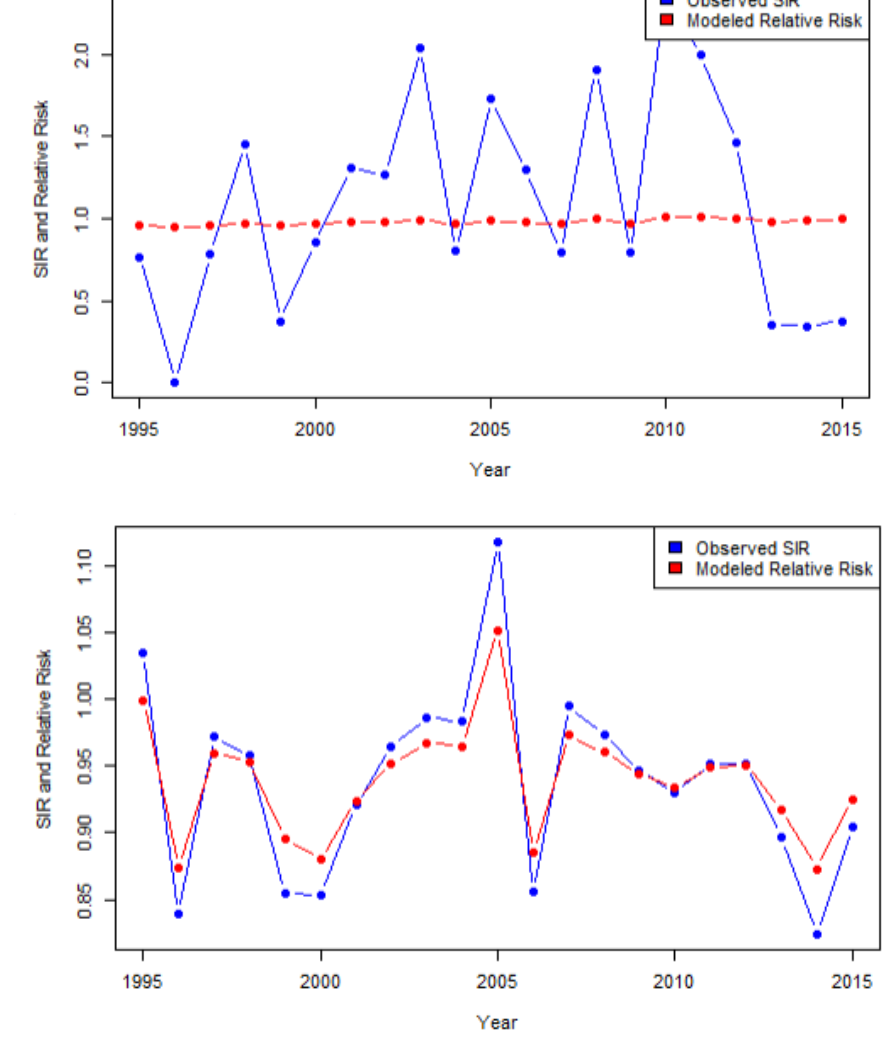 Observed SIR
Modeled Relative Risk
SIR and Relative Risk
2.0
1.5
1.0
0.5
0.0
1995 2000 2005 2010 2015
Year
Observed SIR
Modeled Relative Risk
SIR and Relative Risk
1.10
1.05
1.00
0.95
0.90
0.85
1995 2000 2005 2010 2015
Year